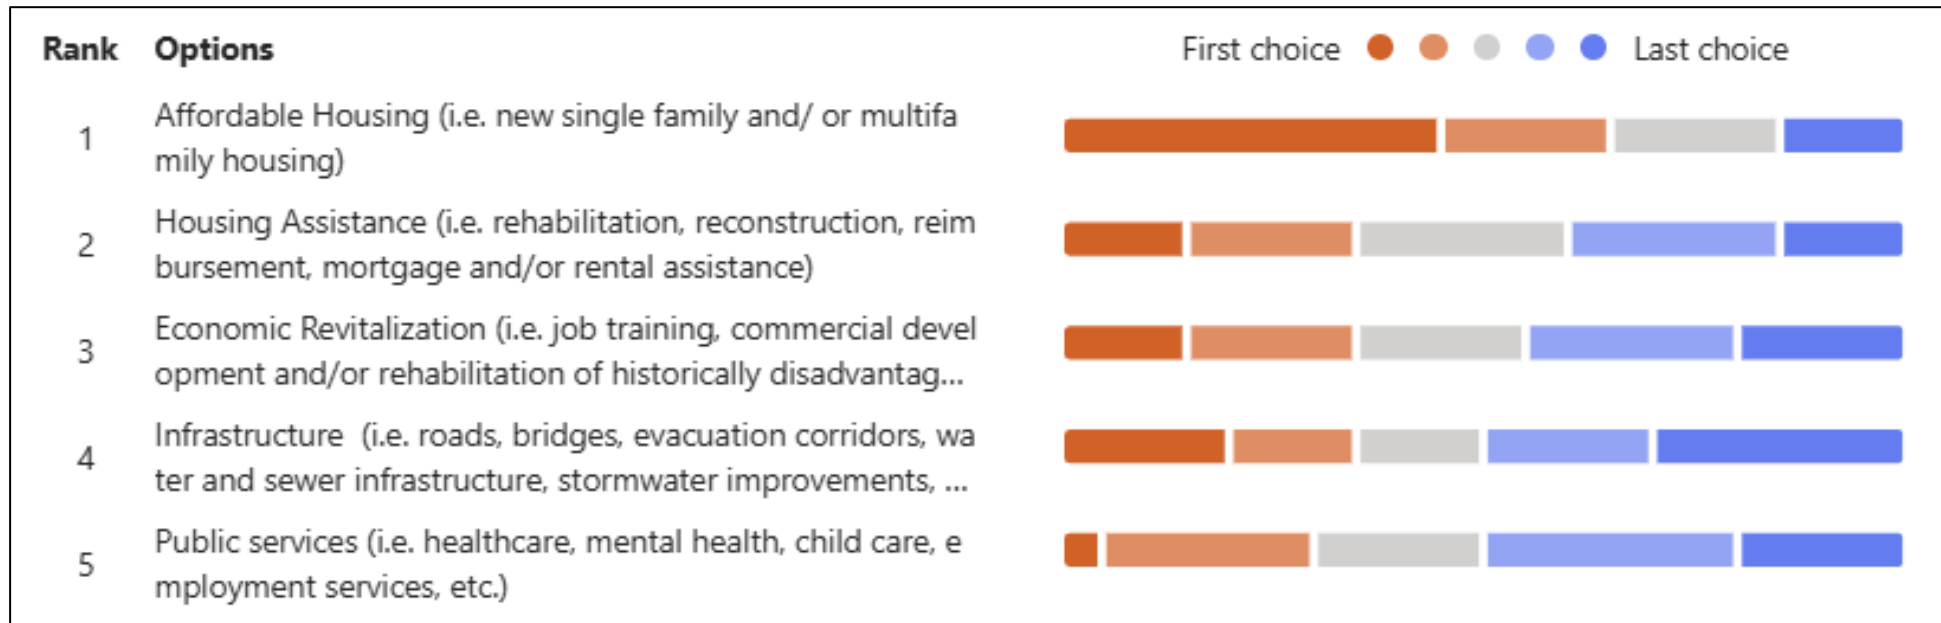 Rank Options First choice Last choice
1
Affordable Housing (i.e. new single family and/ or multifa
mily housing)
2
Housing Assistance (i.e. rehabilitation, reconstruction, reim
bursement, mortgage and/or rental assistance)
3
Economic Revitalization (i.e. job training, commercial devel
opment and/or rehabilitation of historically disadvantag...
4
Infrastructure  (i.e. roads, bridges, evacuation corridors, wa
ter and sewer infrastructure, stormwater improvements, ...
5
Public services (i.e. healthcare, mental health, child care, e
mployment services, etc.)